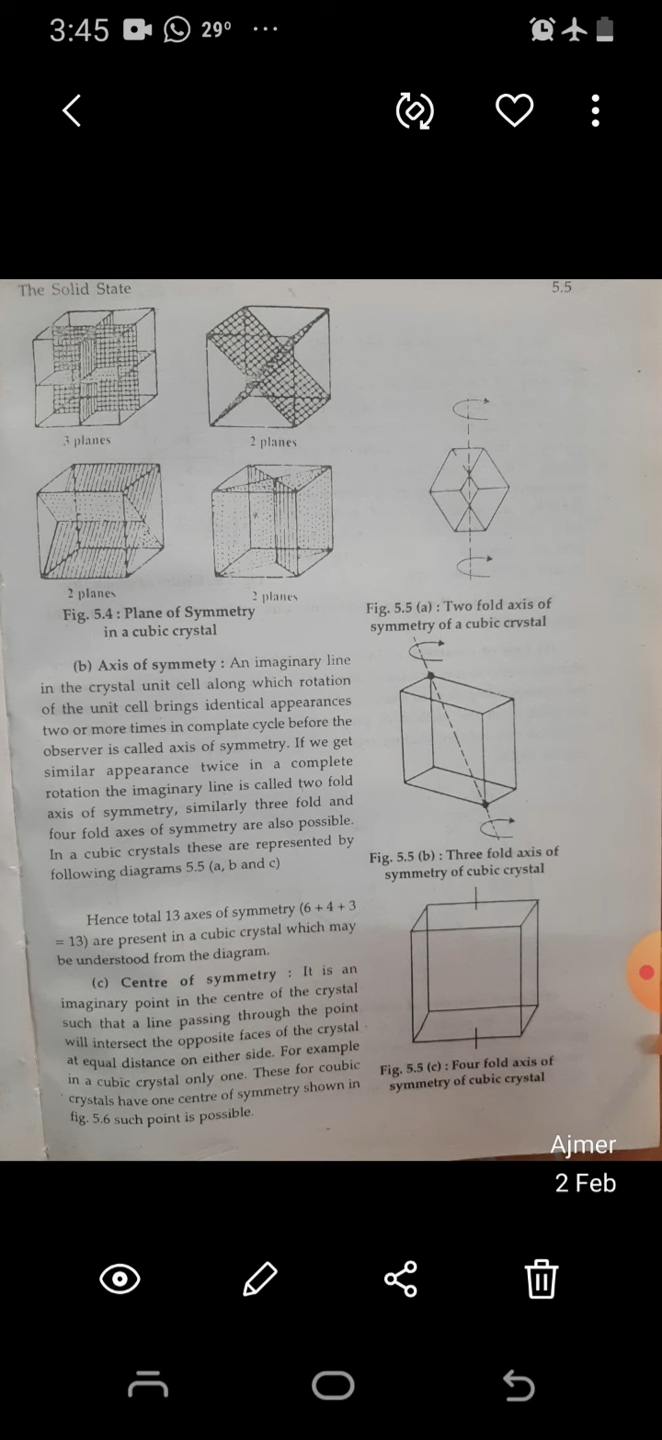 3:45 29° ...
The Solid State
5.5
3 planes
2 planes
2 planes
2 planes
Fig. 5.4 : Plane of Symmetry
in a cubic crystal
(b) Axis of symmety : An imaginary line
in the crystal unit cell along which rotation
of the unit cell brings identical appearances
two or more times in complate cycle before the
observer is called axis of symmetry. If we get
similar appearance twice in a complete
rotation the imaginary line is called two fold
axis of symmetry, similarly three fold and
four fold axes of symmetry are also possible.
In a cubic crystals these are represented by
following diagrams 5.5 (a, b and c)
Hence total 13 axes of symmetry (6 + 4 + 3
= 13) are present in a cubic crystal which may
be understood from the diagram.
(c) Centre of symmetry : It is an
imaginary point in the centre of the crystal
such that a line passing through the point
will intersect the opposite faces of the crystal
at equal distance on either side. For example
in a cubic crystal only one. These for coubic
crystals have one centre of symmetry shown in
fig. 5.6 such point is possible.
Fig. 5.5 (a) : Two fold axis of
symmetry of a cubic crystal
Fig. 5.5 (b) : Three fold axis of
symmetry of cubic crystal
Fig. 5.5 (c) : Four fold axis of
symmetry of cubic crystal
Ajmer
2 Feb